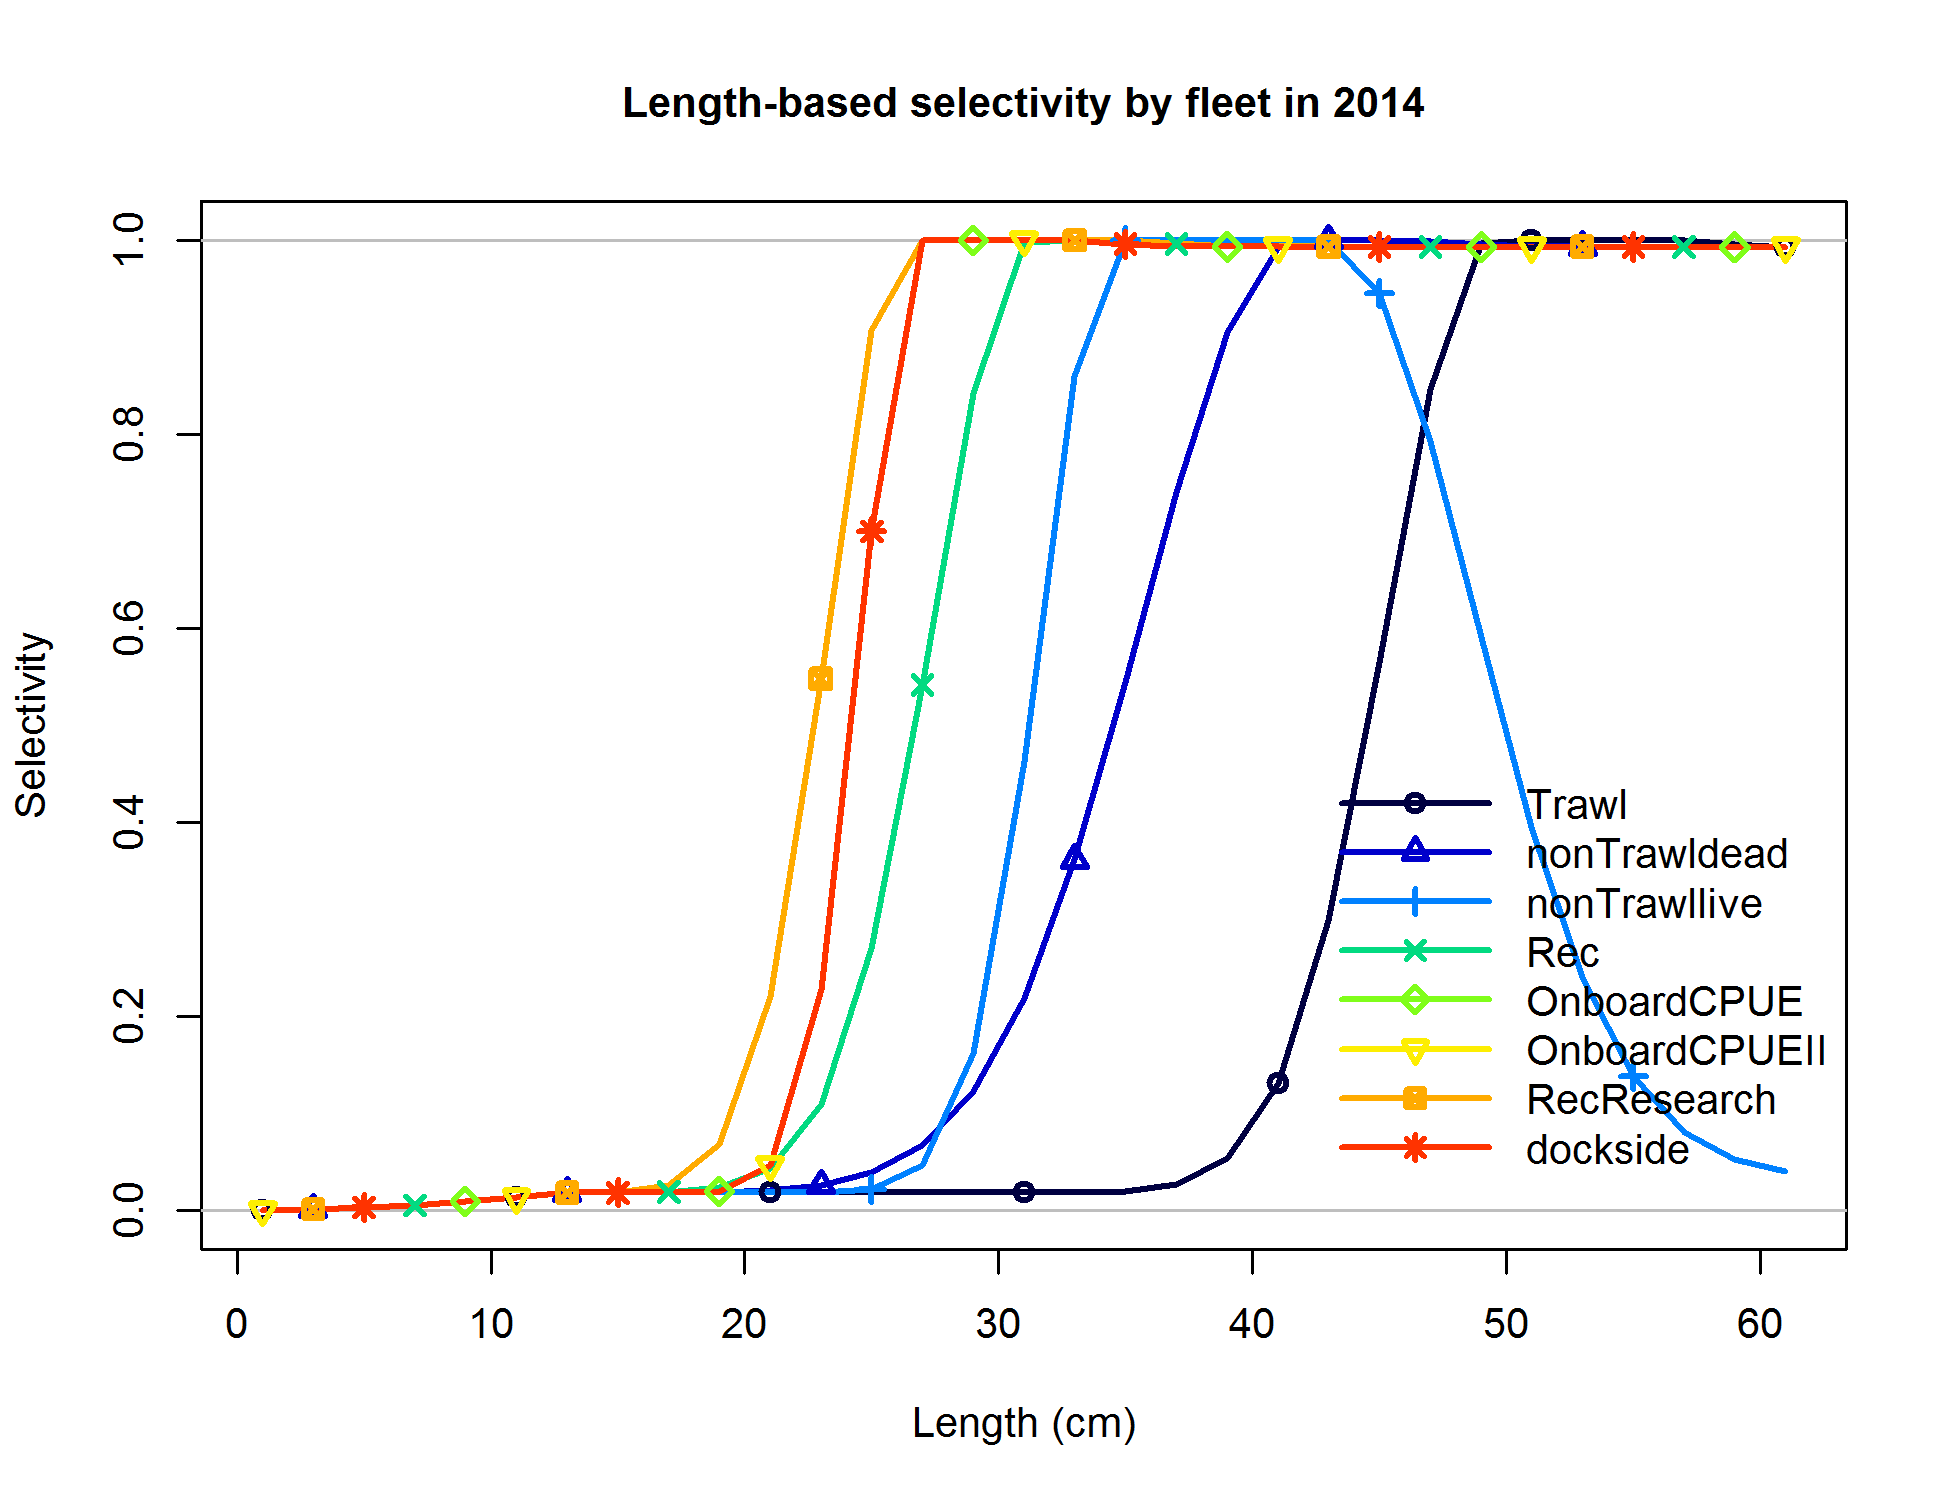 Length-based selectivity by fleet in 2014
Selectivity
1.0
0.8
0.6
0.4
0.2
0.0
Trawl
nonTrawldead
nonTrawllive
Rec
OnboardCPUE
OnboardCPUEII
RecResearch
dockside
0 10 20 30 40 50 60
Length (cm)